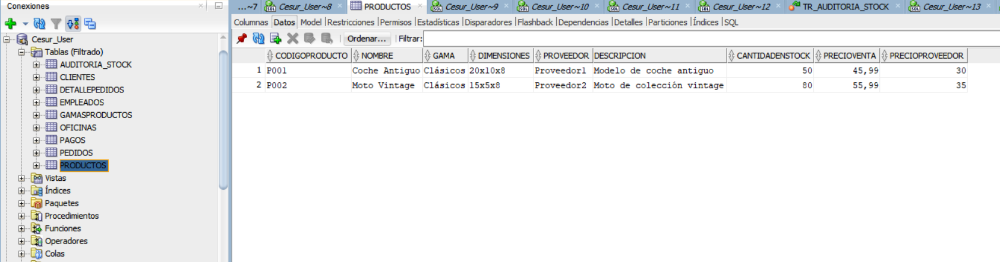 Conexiones
Cesur_User
Tablas (Filtrado)
AUDITORIA_STOCK
CLIENTES
DETALLEPEDIDOS
EMPLEADOS
GAMASPRODUCTOS
OFICINAS
PAGOS
PEDIDOS
PRODUCTOS
Vistas
Índices
Paquetes
Procedimientos
Funciones
Operadores
Colas
...~7 Cesur_User~8 PRODUCTOS Cesur_User~9 Cesur_User~10 Cesur_User~11 Cesur_User~12 TR_AUDITORIA_STOCK Cesur_User~13
Columnas Datos Model |Restricciones |Permisos |Estadísticas |Disparadores |Flashback |Dependencias |Detalles |Particiones |Índices |SQL
Ordenar... Filtrar:
CODIGOPRODUCTO NOMBRE GAMA DIMENSIONES PROVEEDOR DESCRIPCION CANTIDADENSTOCK PRECIOVENTA PRECIOPROVEEDOR
1 P001 Coche Antiguo Clásicos 20x10x8 Proveedor1 Modelo de coche antiguo 50 45,99 30
2 P002 Moto Vintage Clásicos 15x5x8 Proveedor2 Moto de colección vintage 80 55,99 35